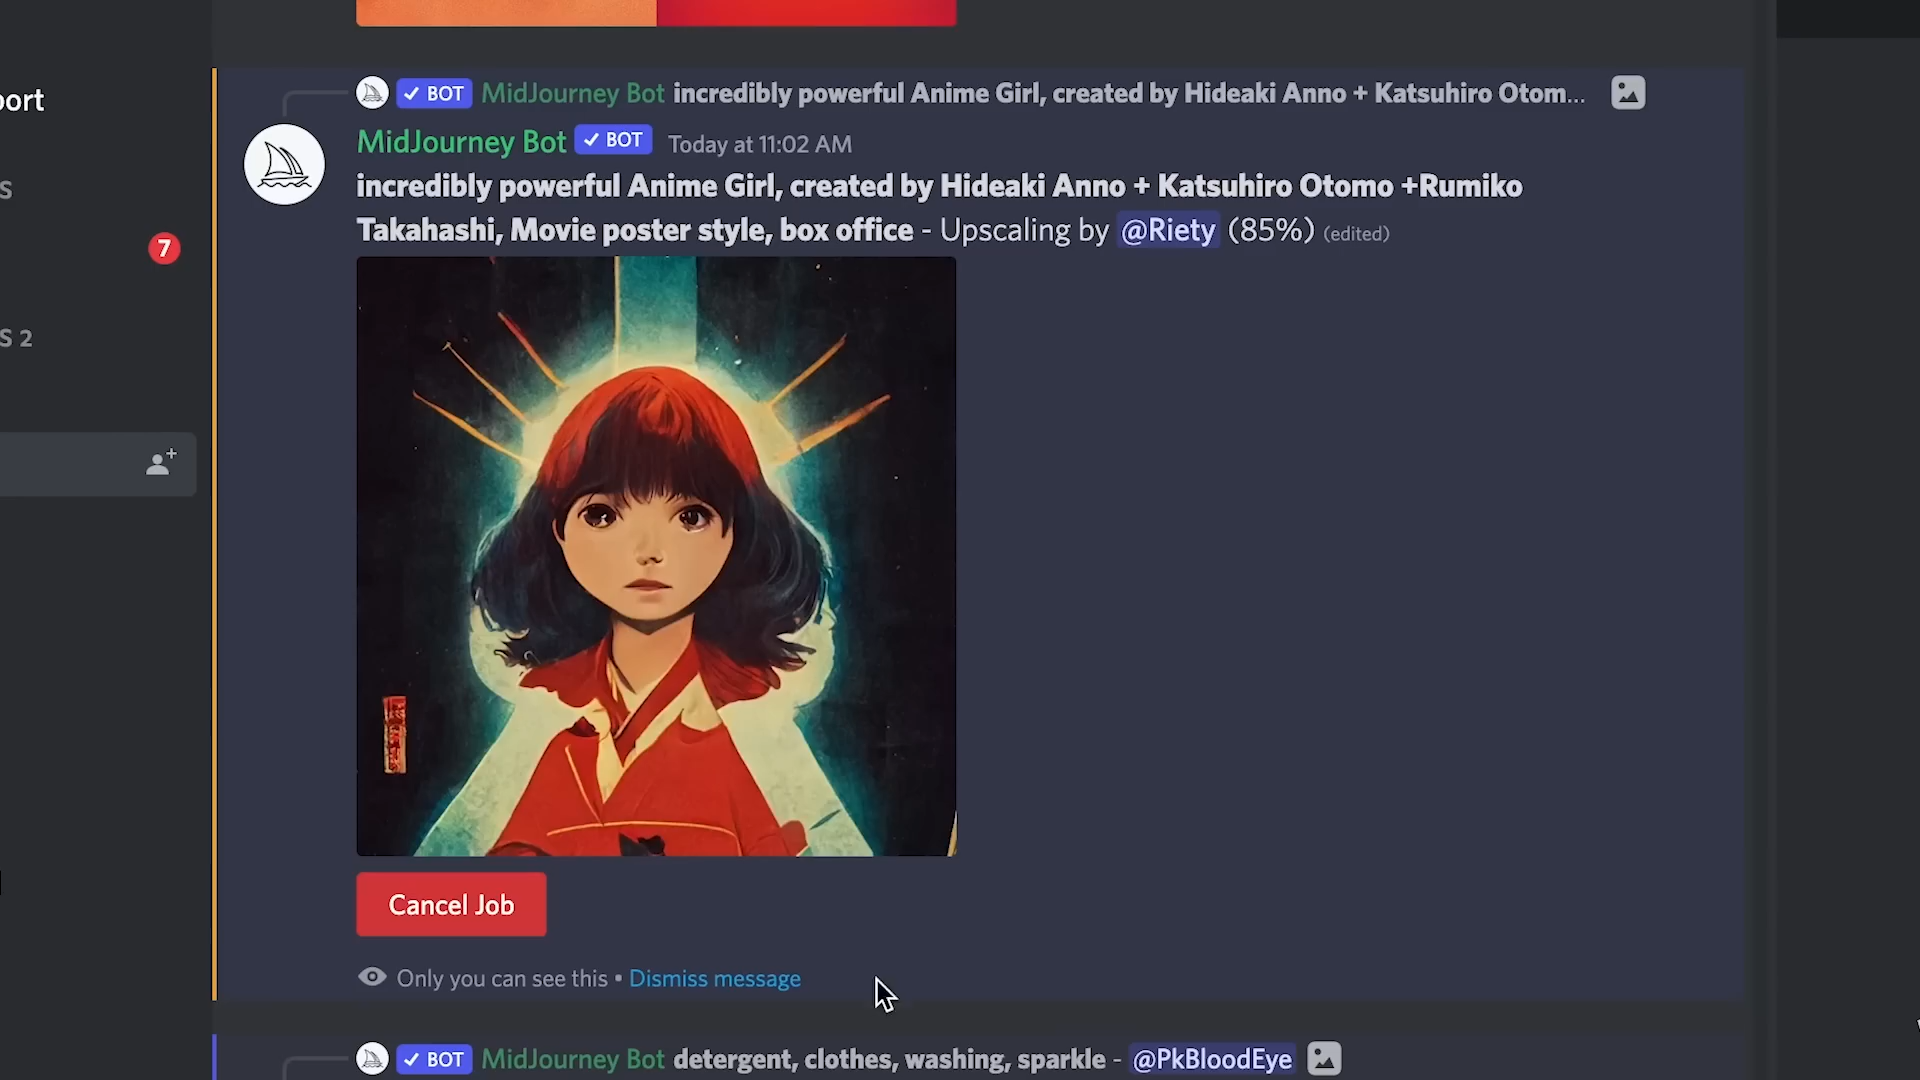 ort
S
7
S 2
BOT MidJourney Bot incredibly powerful Anime Girl, created by Hideaki Anno + Katsuhiro Otom...
MidJourney Bot BOT Today at 11:02 AM
incredibly powerful Anime Girl, created by Hideaki Anno + Katsuhiro Otomo +Rumiko
Takahashi, Movie poster style, box office - Upscaling by @Riety (85%) (edited)
Cancel Job
Only you can see this • Dismiss message
BOT MidJourney Bot detergent, clothes, washing, sparkle - @PkBloodEye